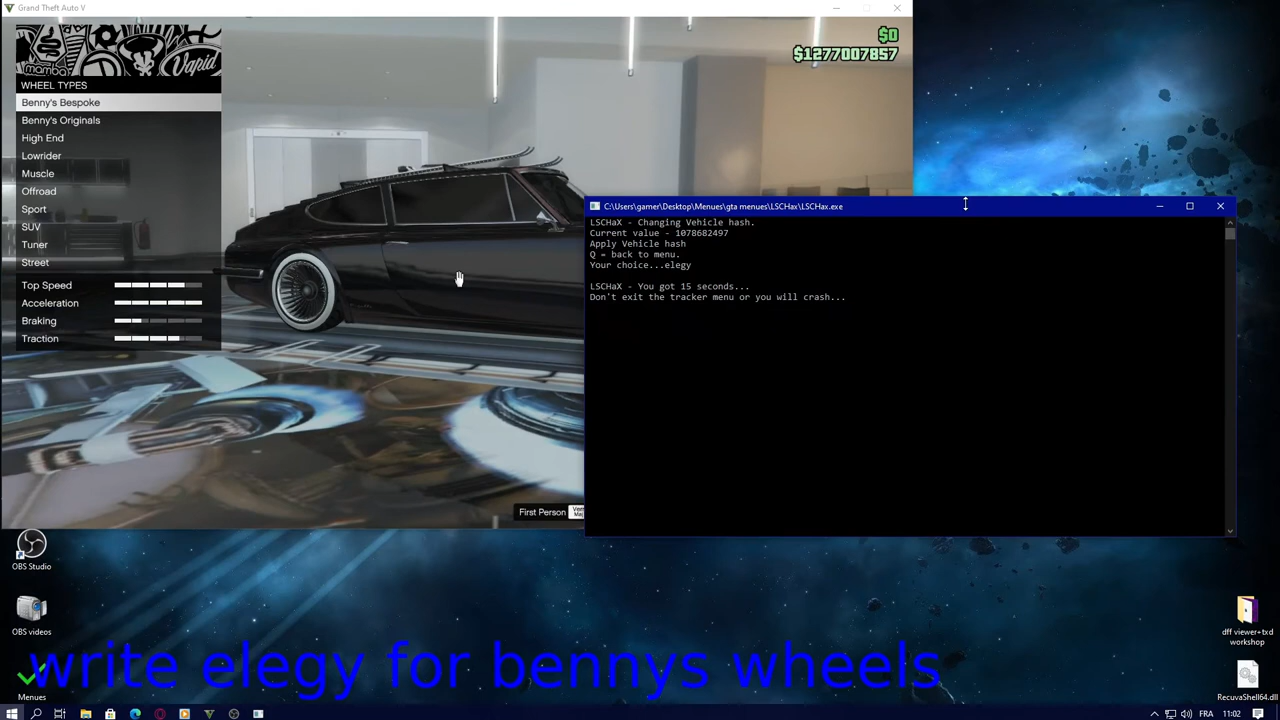 Grand Theft Auto V
$0
$1277007857
mamba
Vapid
WHEEL TYPES
Benny's Bespoke
Benny's Originals
High End
Lowrider
Muscle
Offroad
Sport
SUV
Tuner
Street
Top Speed
Acceleration
Braking
Traction
First Person
C:\Users\gamer\Desktop\Menues\gta menues\LSCHax\LSCHax.exe
LSCHaX - Changing Vehicle hash.
Current value - 1078682497
Apply Vehicle hash
Q = back to menu.
Your choice...elegy
LSCHaX - You got 15 seconds...
Don't exit the tracker menu or you will crash...
OBS Studio
OBS videos
Menues
dff viewer+txd
workshop
RecuvaShell64.dll
write elegy for bennys wheels
FRA
11:02